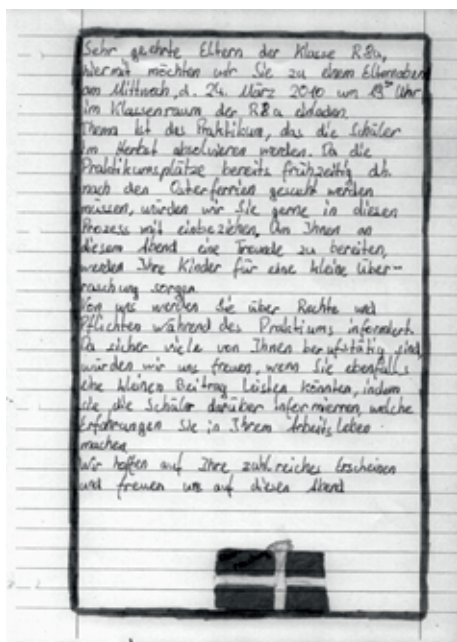 Sehr geehrte Eltern der Klasse R8a,
hiermit möchten wir Sie zu einem Elternabend
am Mittwoch, d. 24. März 2010 um 19 Uhr
im Klassenraum der R8a einladen.
Thema ist das Praktikum, das die Schüler
im Herbst absolvieren werden. Da die
Praktikumsplätze bereits frühzeitig d.h.
nach den Osterferrien gesucht werden
müssen, würden wir Sie gerne in diesen
Prozess mit einbeziehen. Um Ihnen an
diesem Abend eine Freunde zu bereiten,
werden Ihre Kinder für eine kleine Über-
raschung sorgen.
Von uns werden Sie über Rechte und
Pflichten während des Praktiums informiert.
Da sicher viele von Ihnen berufstätig sind,
würden wir uns freuen, wenn Sie ebenfalls
ehe kleinen Beitrag leisten könnten, indem
sie die Schüler darüber informieren, welche
Erfahrungen Sie in Ihrem Arbeitsleben
machen.
Wir hoffen auf Ihre zahlreiches Erscheinen
und freuen uns auf diesen Abend